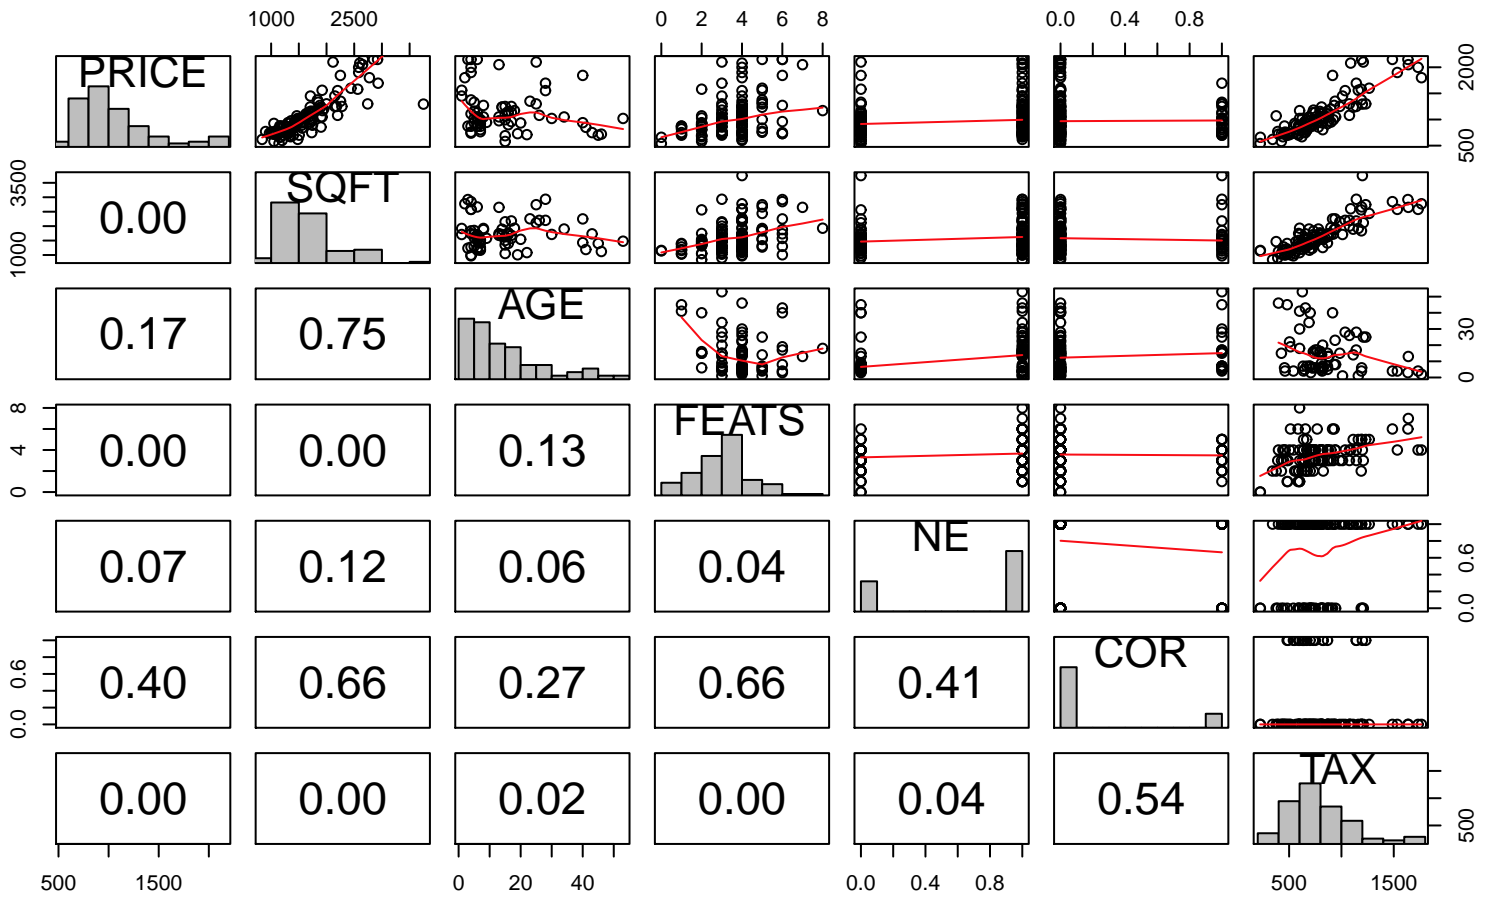 1000 2500 0 2 4 6 8 0.0 0.4 0.8
PRICE 500 2000
1000 3500 0.00 SQFT
0.17 0.75 AGE 0 30
0 4 8 0.00 0.00 0.13 FEATS
0.07 0.12 0.06 0.04 NE 0.0 0.6
0.0 0.6 0.40 0.66 0.27 0.66 0.41 COR
0.00 0.00 0.02 0.00 0.04 0.54 TAX 500
500 1500 0 20 40 0.0 0.4 0.8 500 1500